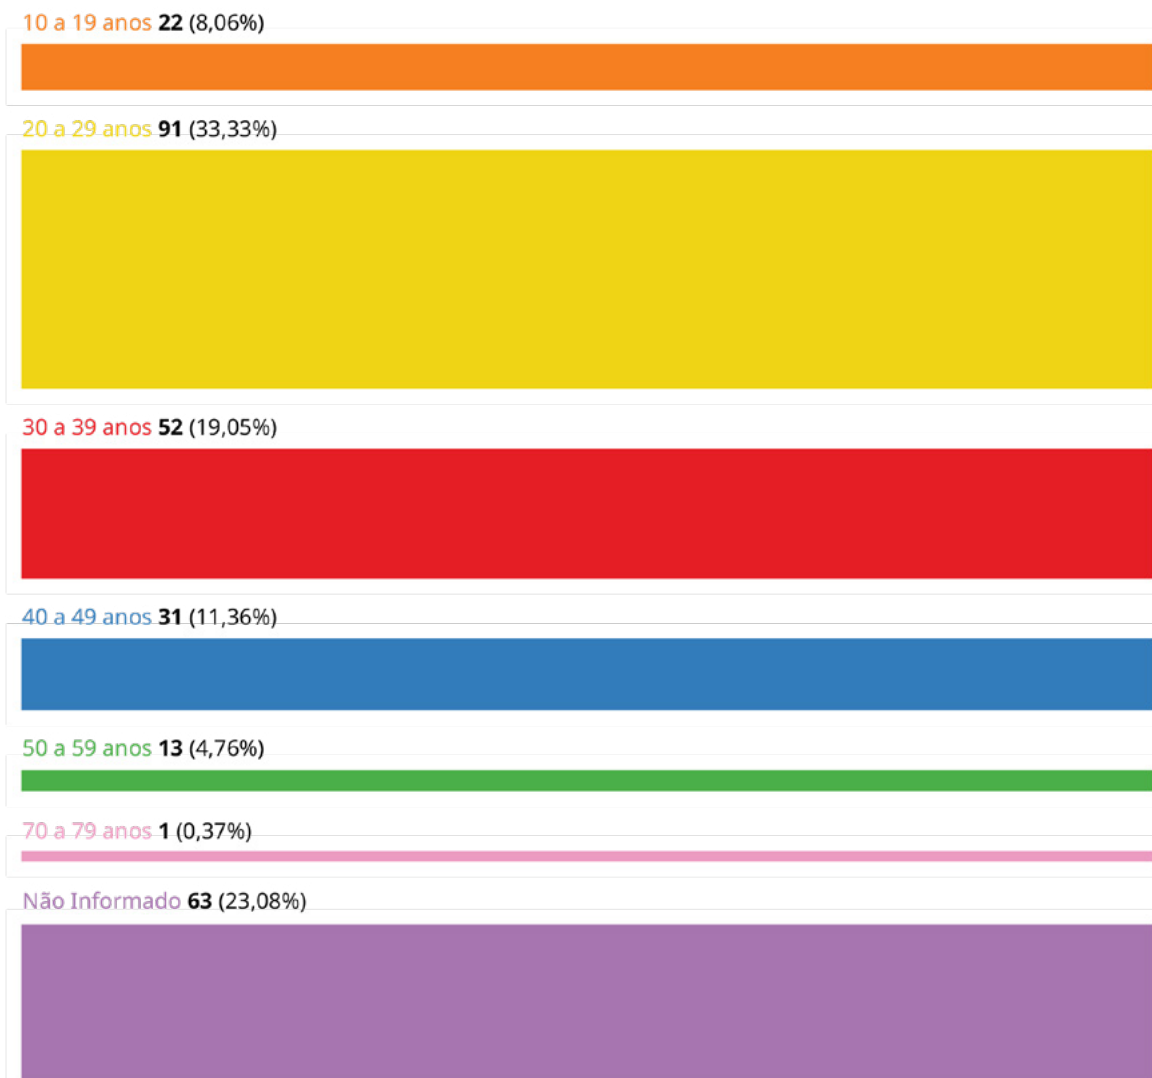 10 a 19 anos 22 (8,06%)
20 a 29 anos 91 (33,33%)
30 a 39 anos 52 (19,05%)
40 a 49 anos 31 (11,36%)
50 a 59 anos 13 (4,76%)
70 a 79 anos 1 (0,37%)
Não Informado 63 (23,08%)